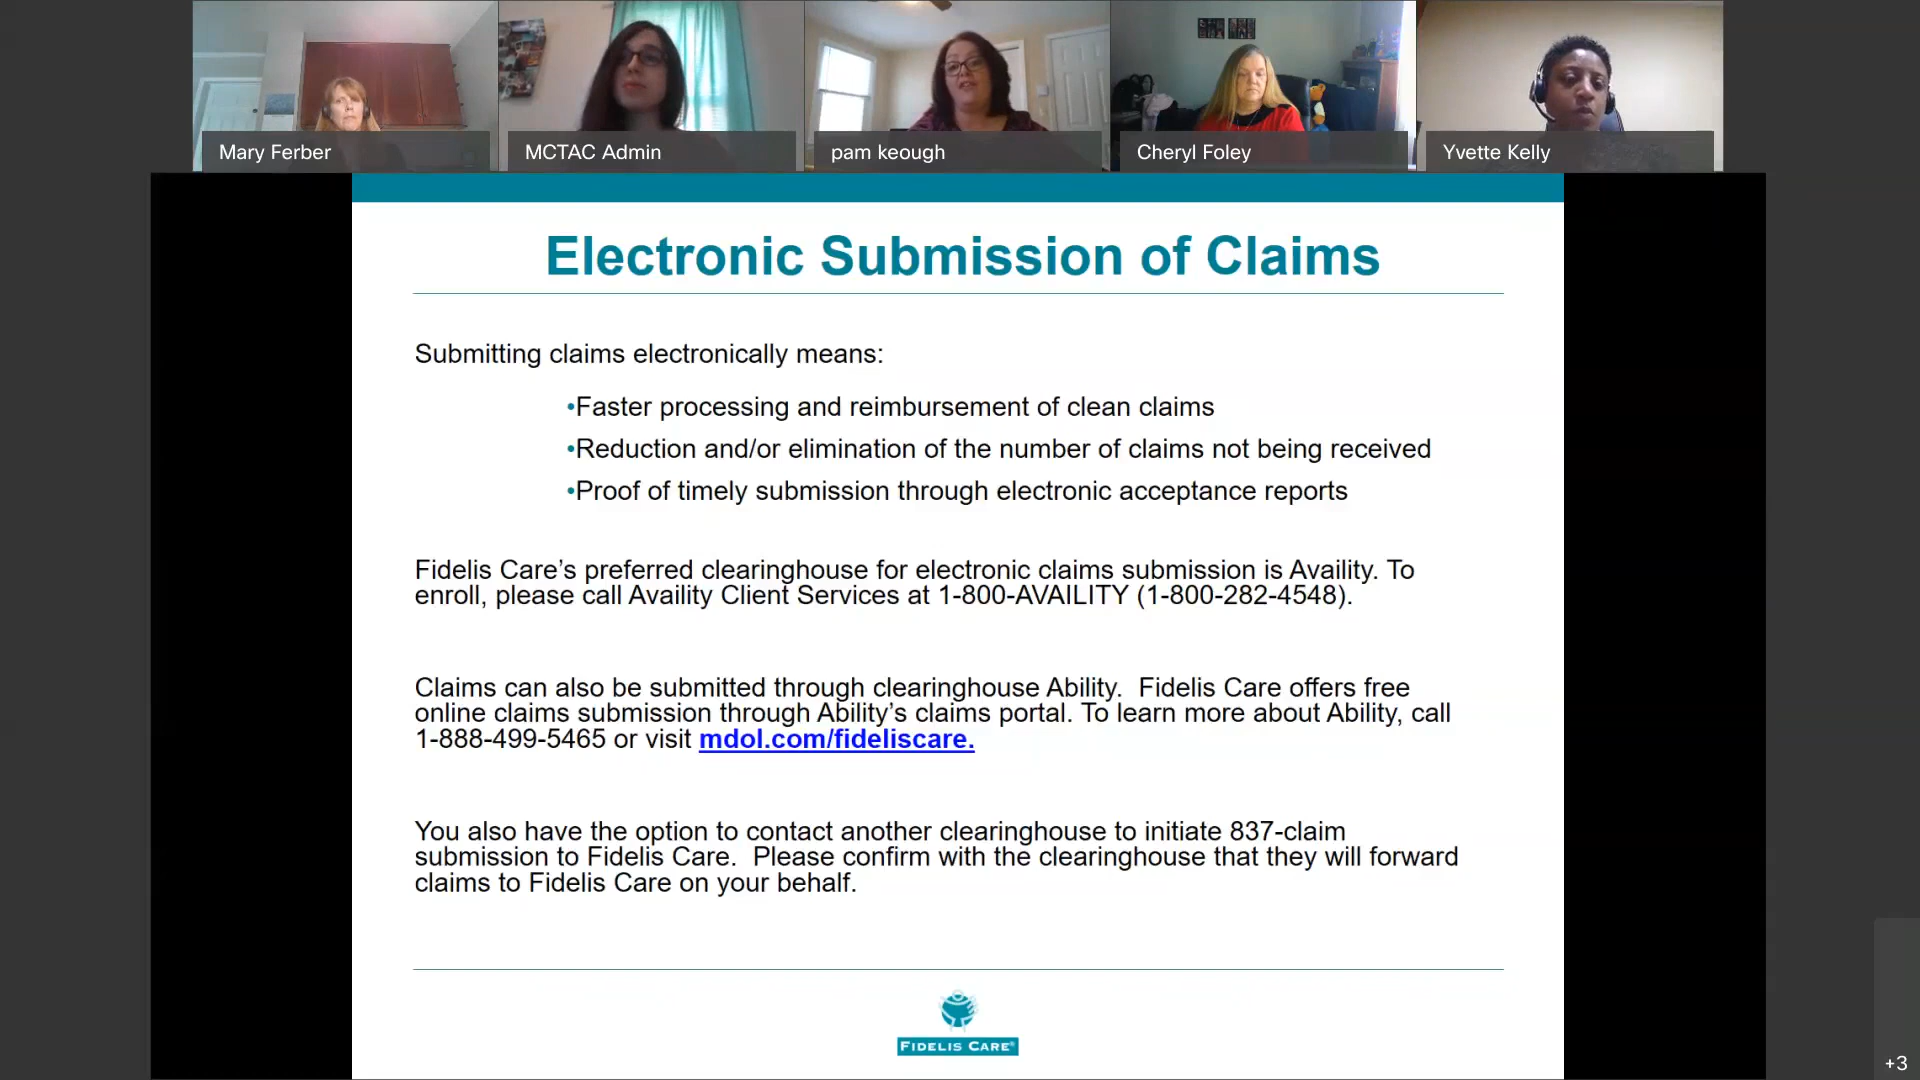 Mary Ferber
MCTAC Admin
pam keough
Cheryl Foley
Yvette Kelly
Electronic Submission of Claims
Submitting claims electronically means:
•Faster processing and reimbursement of clean claims
•Reduction and/or elimination of the number of claims not being received
•Proof of timely submission through electronic acceptance reports
Fidelis Care’s preferred clearinghouse for electronic claims submission is Availity. To
enroll, please call Availity Client Services at 1-800-AVAILITY (1-800-282-4548).
Claims can also be submitted through clearinghouse Ability.  Fidelis Care offers free
online claims submission through Ability’s claims portal. To learn more about Ability, call
1-888-499-5465 or visit mdol.com/fideliscare.
You also have the option to contact another clearinghouse to initiate 837-claim
submission to Fidelis Care.  Please confirm with the clearinghouse that they will forward
claims to Fidelis Care on your behalf.
FIDELIS CARE®
+3